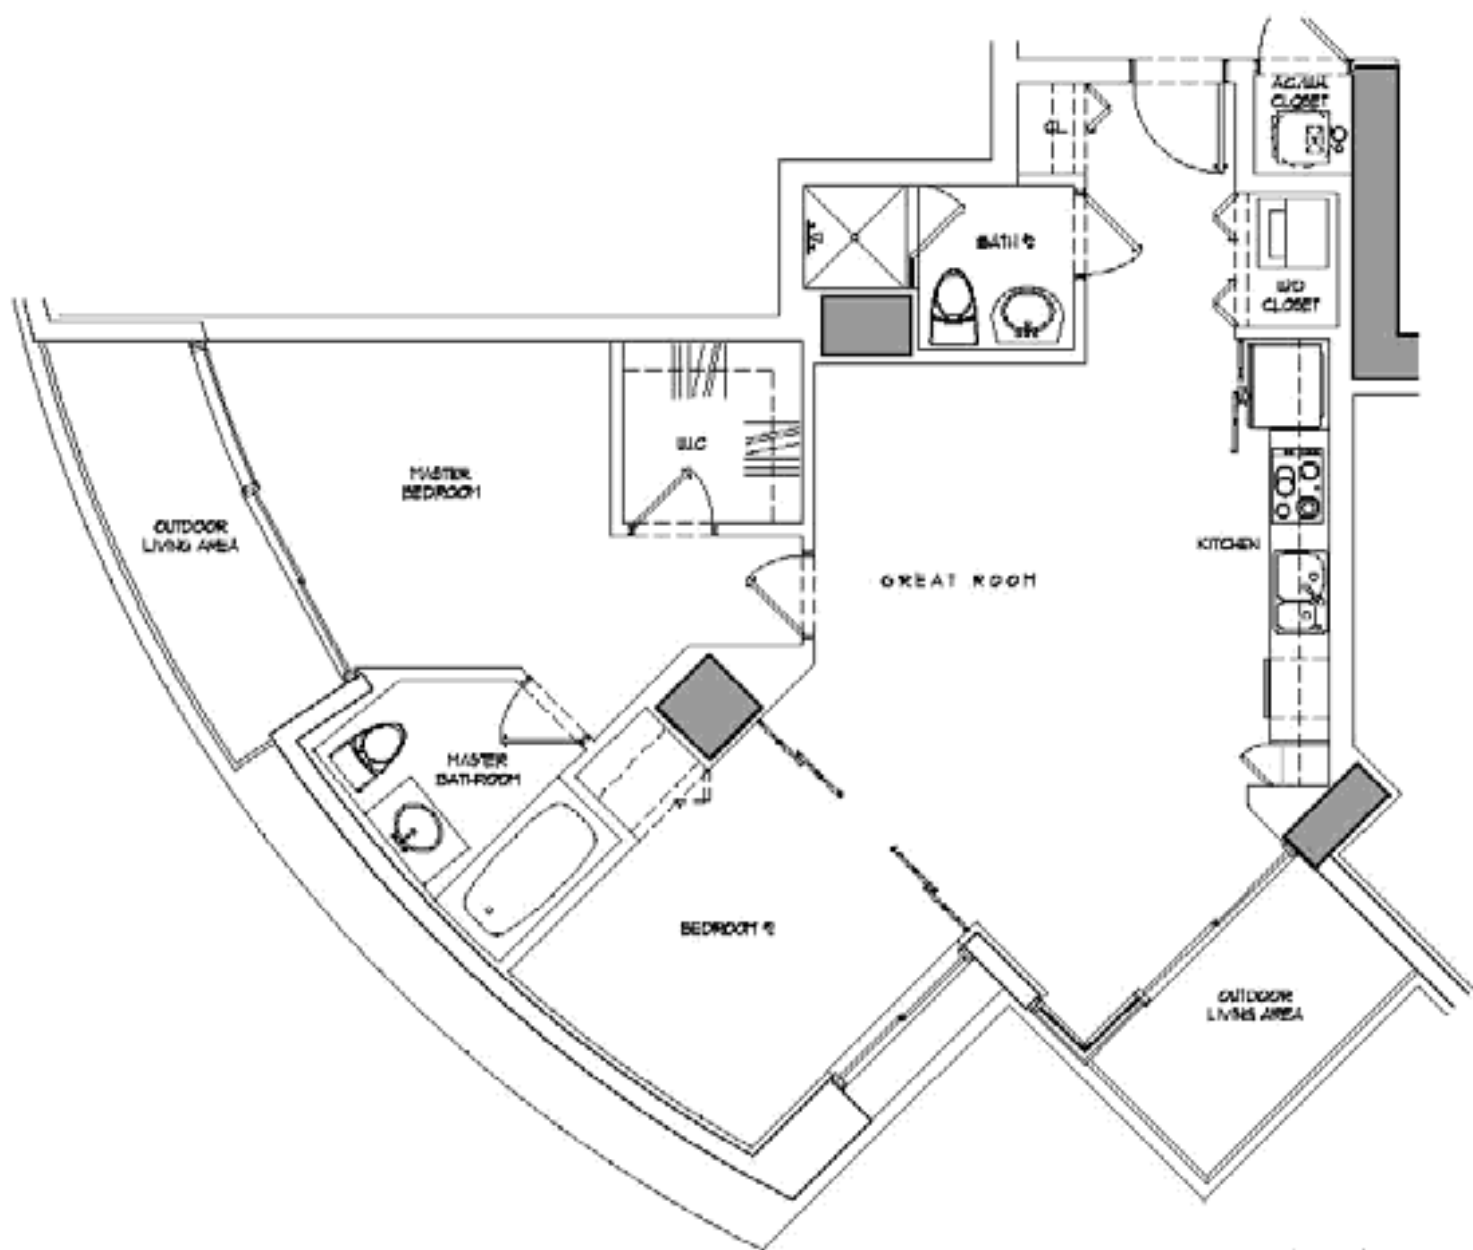 AC/WH
CLOSET
CL
BATH 2
W/D
CLOSET
W.I.C
MASTER
BEDROOM
OUTDOOR
LIVING AREA
KITCHEN
GREAT ROOM
MASTER
BATHROOM
BEDROOM 2
OUTDOOR
LIVING AREA